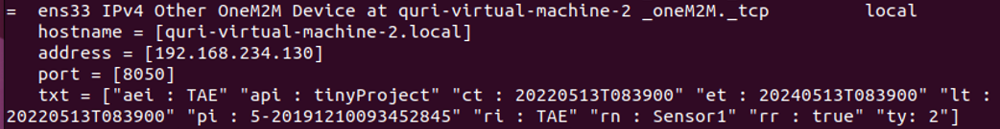 = ens33 IPv4 Other OneM2M Device at quri-virtual-machine-2 _oneM2M._tcp local
hostname = [quri-virtual-machine-2.local]
address = [192.168.234.130]
port = [8050]
txt = ["aei : TAE" "api : tinyProject" "ct : 20220513T083900" "et : 20240513T083900" "lt :
20220513T083900" "pi : 5-20191210093452845" "ri : TAE" "rn : Sensor1" "rr : true" "ty: 2"]